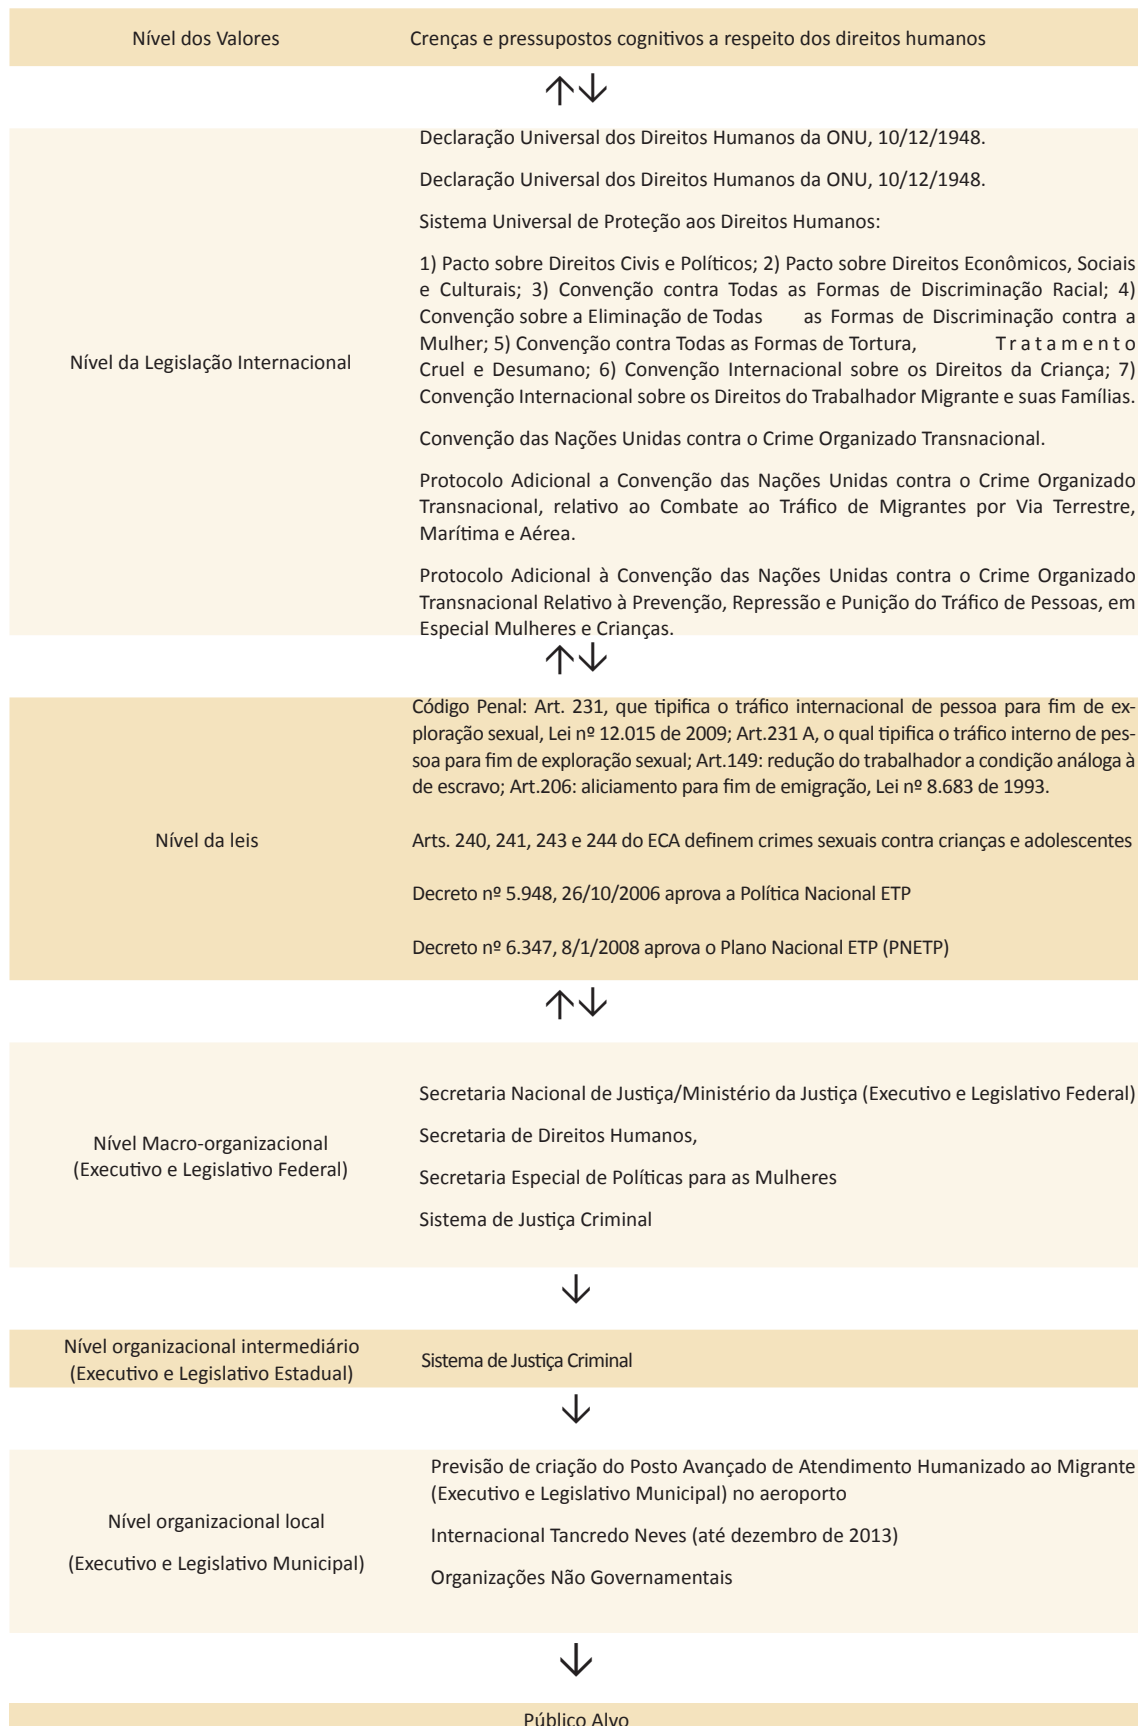 Nível dos Valores
Crenças e pressupostos cognitivos a respeito dos direitos humanos
Nível da Legislação Internacional
Declaração Universal dos Direitos Humanos da ONU, 10/12/1948.
Declaração Universal dos Direitos Humanos da ONU, 10/12/1948.
Sistema Universal de Proteção aos Direitos Humanos:
1) Pacto sobre Direitos Civis e Políticos; 2) Pacto sobre Direitos Econômicos, Sociais
e Culturais; 3) Convenção contra Todas as Formas de Discriminação Racial; 4)
Convenção sobre a Eliminação de Todas as Formas de Discriminação contra a
Mulher; 5) Convenção contra Todas as Formas de Tortura, Tratamento
Cruel e Desumano; 6) Convenção Internacional sobre os Direitos da Criança; 7)
Convenção Internacional sobre os Direitos do Trabalhador Migrante e suas Famílias.
Convenção das Nações Unidas contra o Crime Organizado Transnacional.
Protocolo Adicional a Convenção das Nações Unidas contra o Crime Organizado
Transnacional, relativo ao Combate ao Tráfico de Migrantes por Via Terrestre,
Marítima e Aérea.
Protocolo Adicional à Convenção das Nações Unidas contra o Crime Organizado
Transnacional Relativo à Prevenção, Repressão e Punição do Tráfico de Pessoas, em
Especial Mulheres e Crianças.
Nível da leis
Código Penal: Art. 231, que tipifica o tráfico internacional de pessoa para fim de ex-
ploração sexual, Lei nº 12.015 de 2009; Art.231 A, o qual tipifica o tráfico interno de pes-
soa para fim de exploração sexual; Art.149: redução do trabalhador a condição análoga à
de escravo; Art.206: aliciamento para fim de emigração, Lei nº 8.683 de 1993.
Arts. 240, 241, 243 e 244 do ECA definem crimes sexuais contra crianças e adolescentes
Decreto nº 5.948, 26/10/2006 aprova a Política Nacional ETP
Decreto nº 6.347, 8/1/2008 aprova o Plano Nacional ETP (PNETP)
Nível Macro-organizacional
(Executivo e Legislativo Federal)
Secretaria Nacional de Justiça/Ministério da Justiça (Executivo e Legislativo Federal)
Secretaria de Direitos Humanos,
Secretaria Especial de Políticas para as Mulheres
Sistema de Justiça Criminal
Nível organizacional intermediário
(Executivo e Legislativo Estadual)
Sistema de Justiça Criminal
Nível organizacional local
(Executivo e Legislativo Municipal)
Previsão de criação do Posto Avançado de Atendimento Humanizado ao Migrante
(Executivo e Legislativo Municipal) no aeroporto
Internacional Tancredo Neves (até dezembro de 2013)
Organizações Não Governamentais
Público Alvo